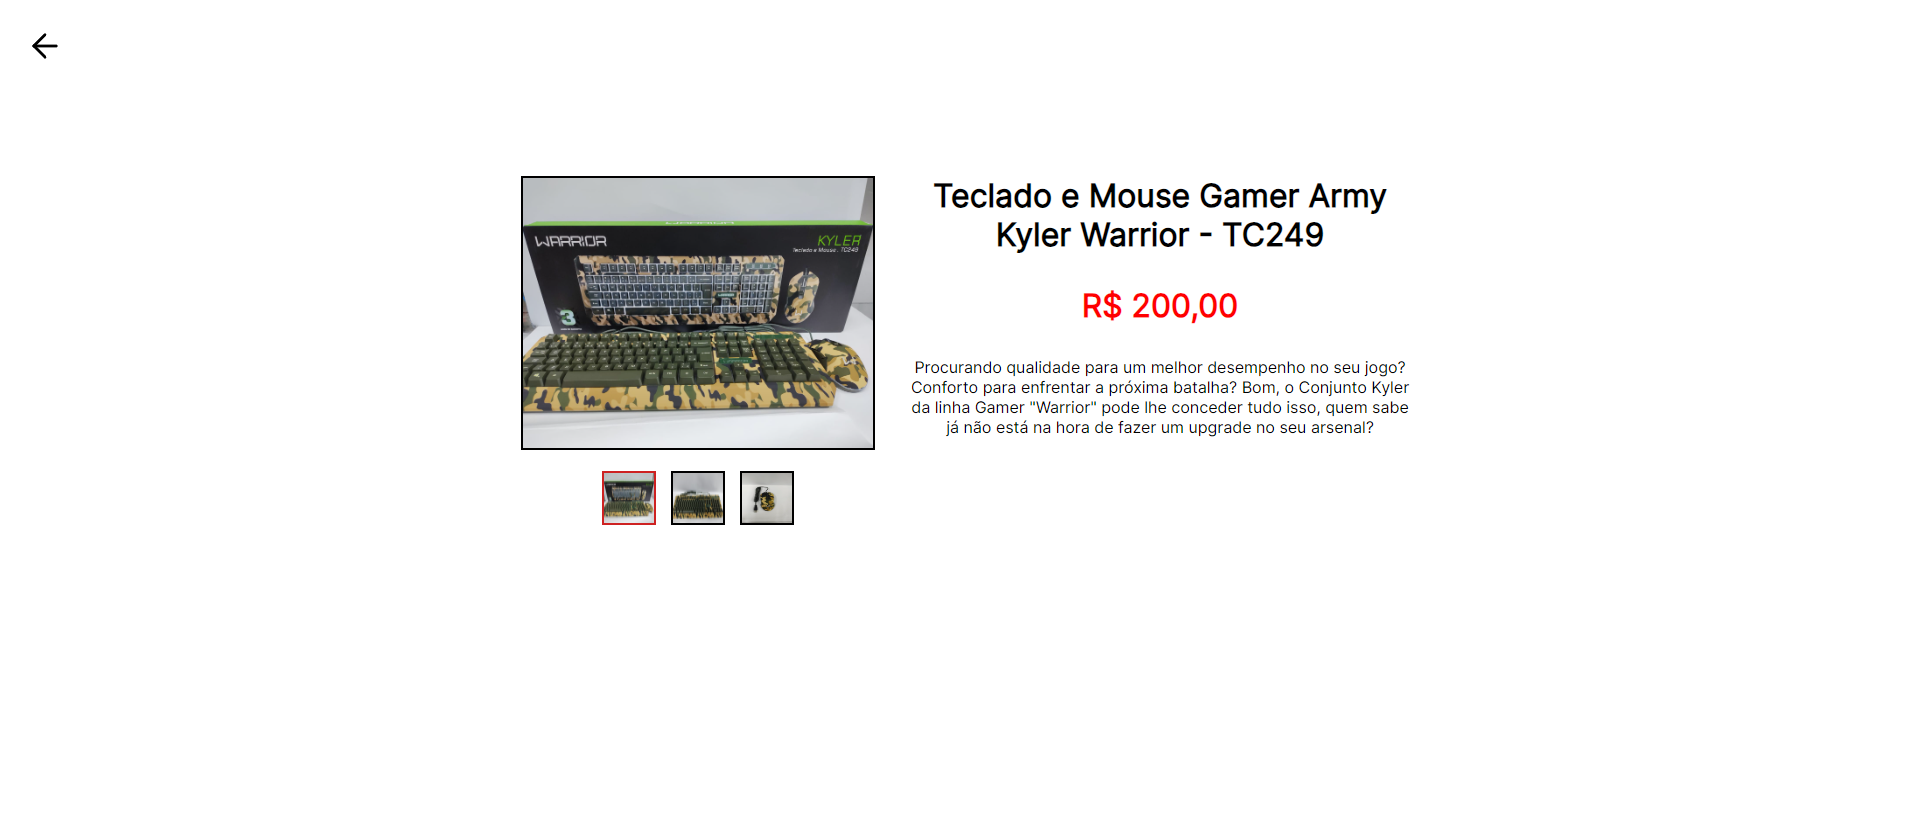 Teclado e Mouse Gamer Army
Kyler Warrior - TC249
R$ 200,00
Procurando qualidade para um melhor desempenho no seu jogo?
Conforto para enfrentar a próxima batalha? Bom, o Conjunto Kyler
da linha Gamer "Warrior" pode lhe conceder tudo isso, quem sabe
já não está na hora de fazer um upgrade no seu arsenal?
WARRIOR
KYLER
Teclado e Mouse . TC249
3